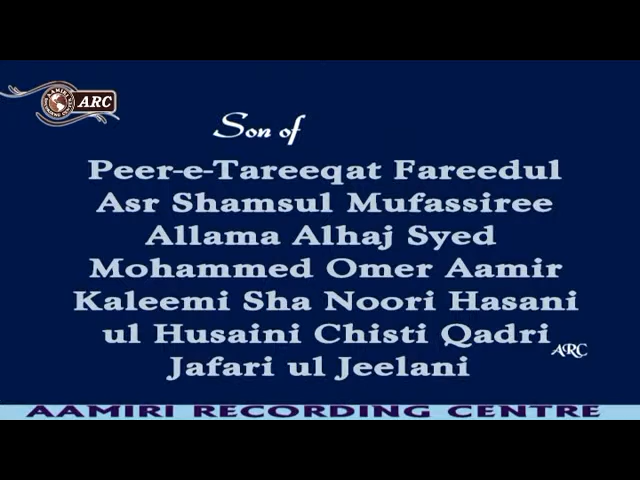 ARC
Son of
Peer-e-Tareeqat Fareedul
Asr Shamsul Mufassiree
Allama Alhaj Syed
Mohammed Omer Aamir
Kaleemi Sha Noori Hasani
ul Husaini Chisti Qadri
Jafari ul Jeelani
ARC
AAMIRI RECORDING CENTRE